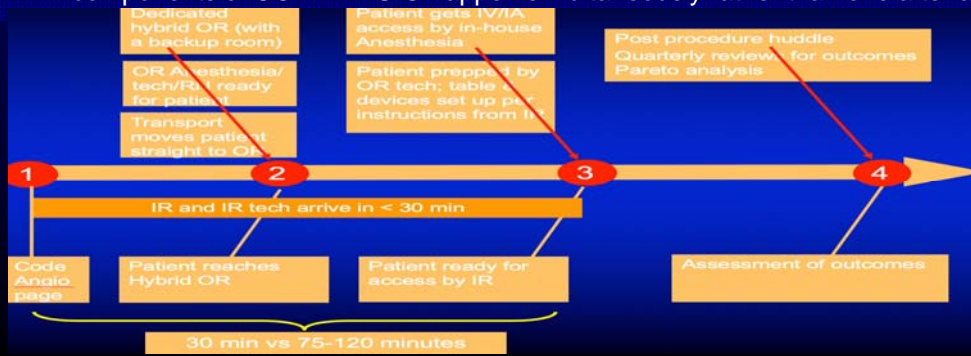 Dedicated
hybrid OR (with
a backup room)
OR Anesthesia/
tech/RN ready
for patient
Transport
moves patient
straight to OR
Patient gets IV/IA
access by in-house
Anesthesia
Patient prepped by
OR tech; table &
devices set up per
instructions from IR
Post procedure huddle
Quarterly reviews for outcomes
Pareto analysis
1
2
3
4
IR and IR tech arrive in < 30 min
Code
Angio
page
Patient reaches
Hybrid OR
Patient ready for
access by IR
Assessment of outcomes
30 min vs 75-120 minutes